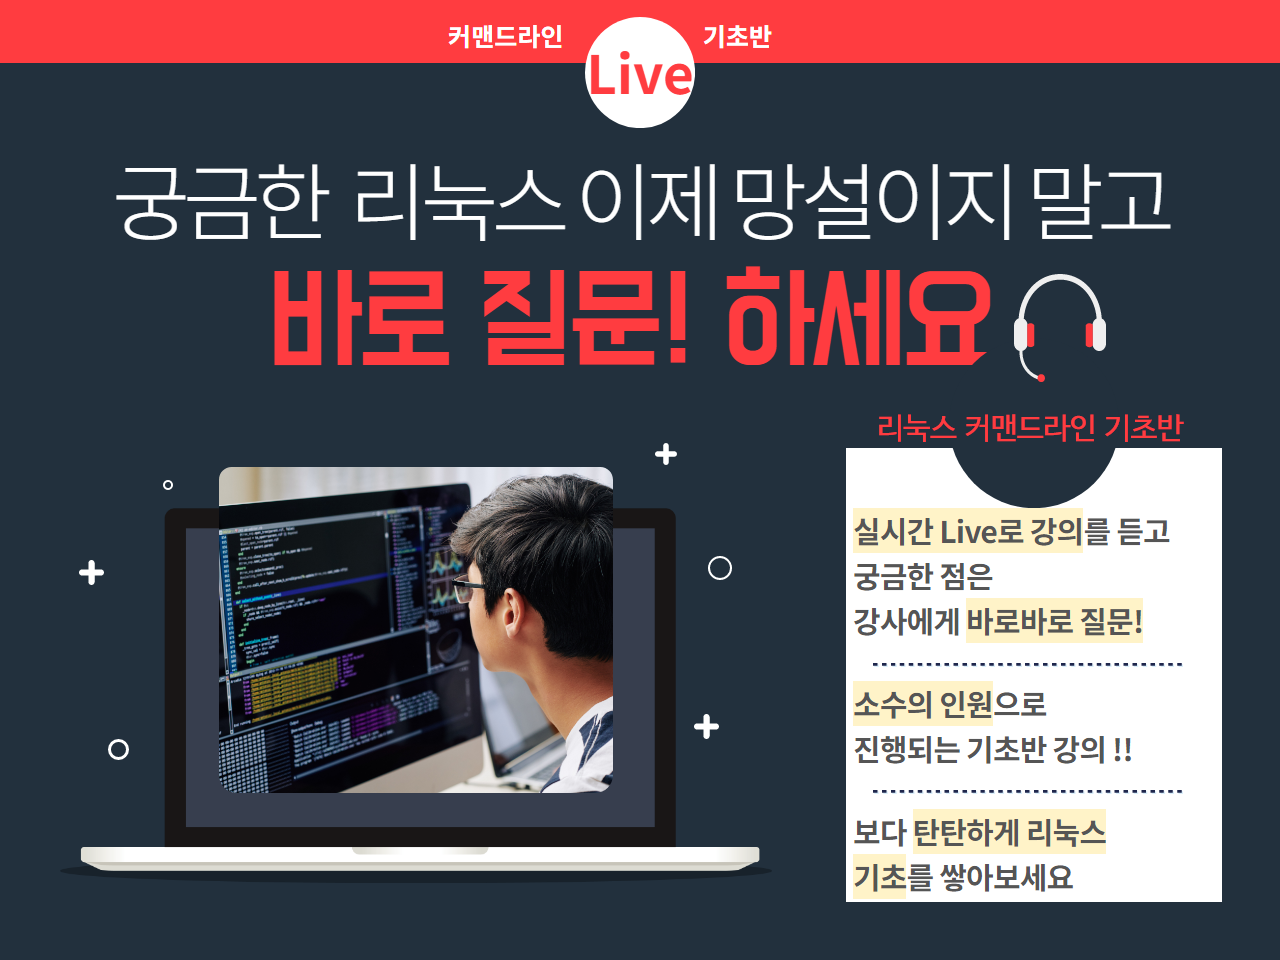 커맨드라인 Live 기초반
궁금한 리눅스 이제 망설이지 말고
바로 질문! 하세요
리눅스 커맨드라인 기초반
실시간 Live로 강의를 듣고
궁금한 점은
강사에게 바로바로 질문!
소수의 인원으로
진행되는 기초반 강의 !!
보다 탄탄하게 리눅스
기초를 쌓아보세요